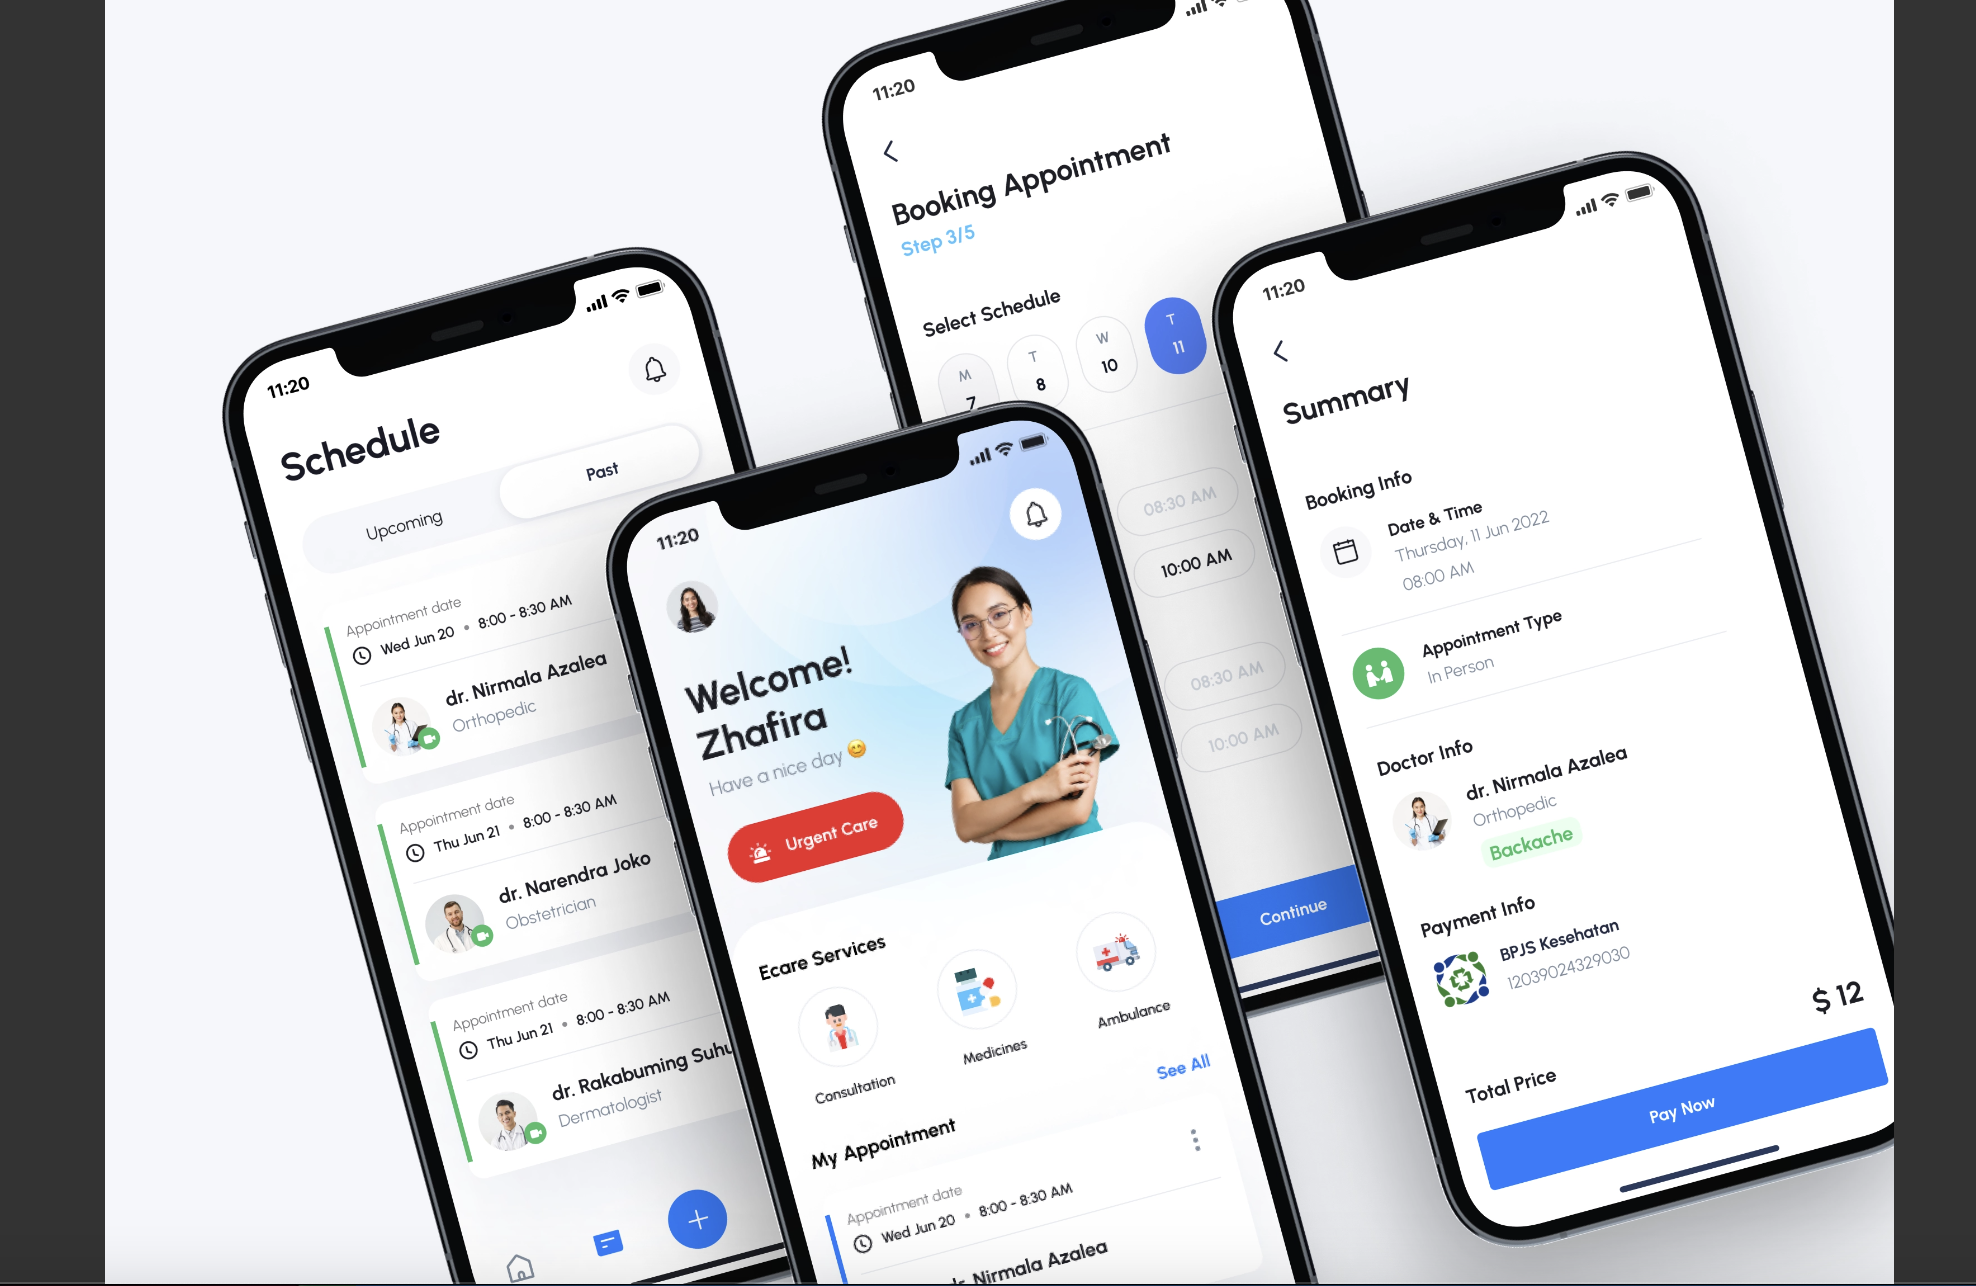 11:20
Schedule
Upcoming
Past
Appointment date
Wed Jun 20 • 8:00 - 8:30 AM
dr. Nirmala Azalea
Orthopedic
Appointment date
Thu Jun 21 • 8:00 - 8:30 AM
dr. Narendra Joko
Obstetrician
Appointment date
Thu Jun 21 • 8:00 - 8:30 AM
dr. Rakabuming Suhu
Dermatologist
11:20
Welcome!
Zhafira
Have a nice day 😊
Urgent Care
Ecare Services
Consultation
Medicines
Ambulance
See All
My Appointment
Appointment date
Wed Jun 20 • 8:00 - 8:30 AM
dr. Nirmala Azalea
11:20
Booking Appointment
Step 3/5
Select Schedule
M
7
T
8
W
10
T
11
08:30 AM
10:00 AM
08:30 AM
10:00 AM
Continue
11:20
Summary
Booking Info
Date & Time
Thursday, 11 Jun 2022
08:00 AM
Appointment Type
In Person
Doctor Info
dr. Nirmala Azalea
Orthopedic
Backache
Payment Info
BPJS Kesehatan
12039024329030
$ 12
Total Price
Pay Now